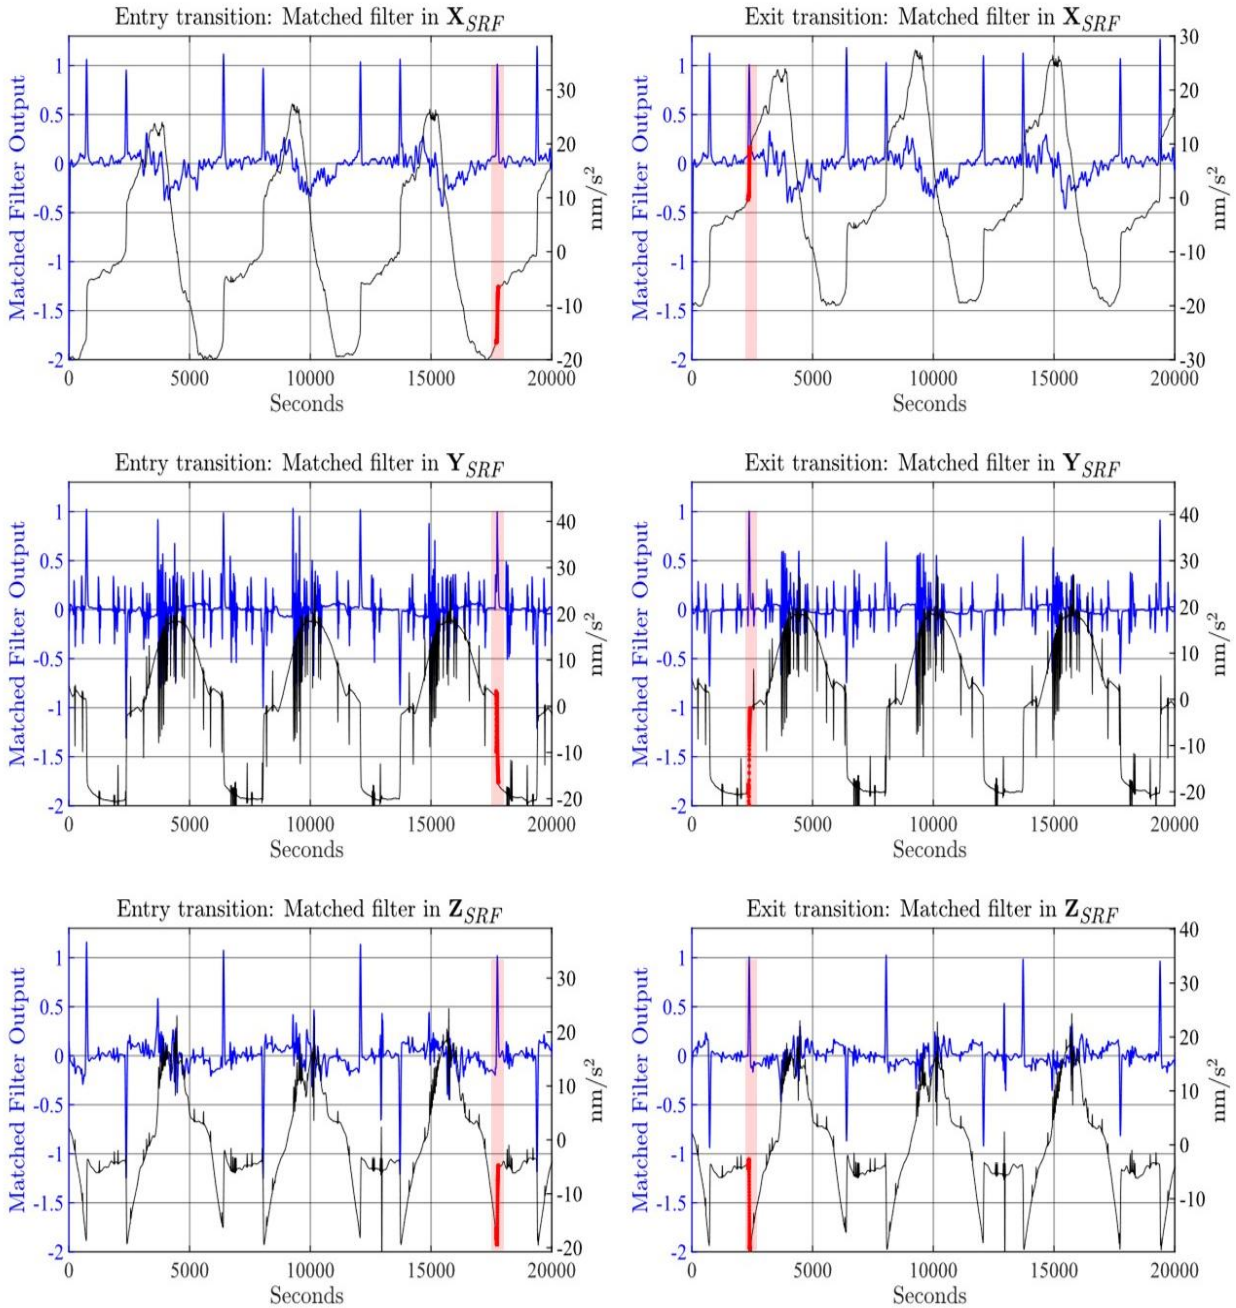 Entry transition: Matched filter in X_SRF
Exit transition: Matched filter in X_SRF
Matched Filter Output
1
0.5
0
-0.5
-1
-1.5
-2
30
20
10
0
-10
-20
nm/s²
0 5000 10000 15000 20000
Seconds
Matched Filter Output
1
0.5
0
-0.5
-1
-1.5
-2
30
20
10
0
-10
-20
-30
nm/s²
0 5000 10000 15000 20000
Seconds
Entry transition: Matched filter in Y_SRF
Exit transition: Matched filter in Y_SRF
Matched Filter Output
1
0.5
0
-0.5
-1
-1.5
-2
40
30
20
10
0
-10
-20
nm/s²
0 5000 10000 15000 20000
Seconds
Matched Filter Output
1
0.5
0
-0.5
-1
-1.5
-2
40
30
20
10
0
-10
-20
nm/s²
0 5000 10000 15000 20000
Seconds
Entry transition: Matched filter in Z_SRF
Exit transition: Matched filter in Z_SRF
Matched Filter Output
1
0.5
0
-0.5
-1
-1.5
-2
30
20
10
0
-10
-20
nm/s²
0 5000 10000 15000 20000
Seconds
Matched Filter Output
1
0.5
0
-0.5
-1
-1.5
-2
40
30
20
10
0
-10
nm/s²
0 5000 10000 15000 20000
Seconds